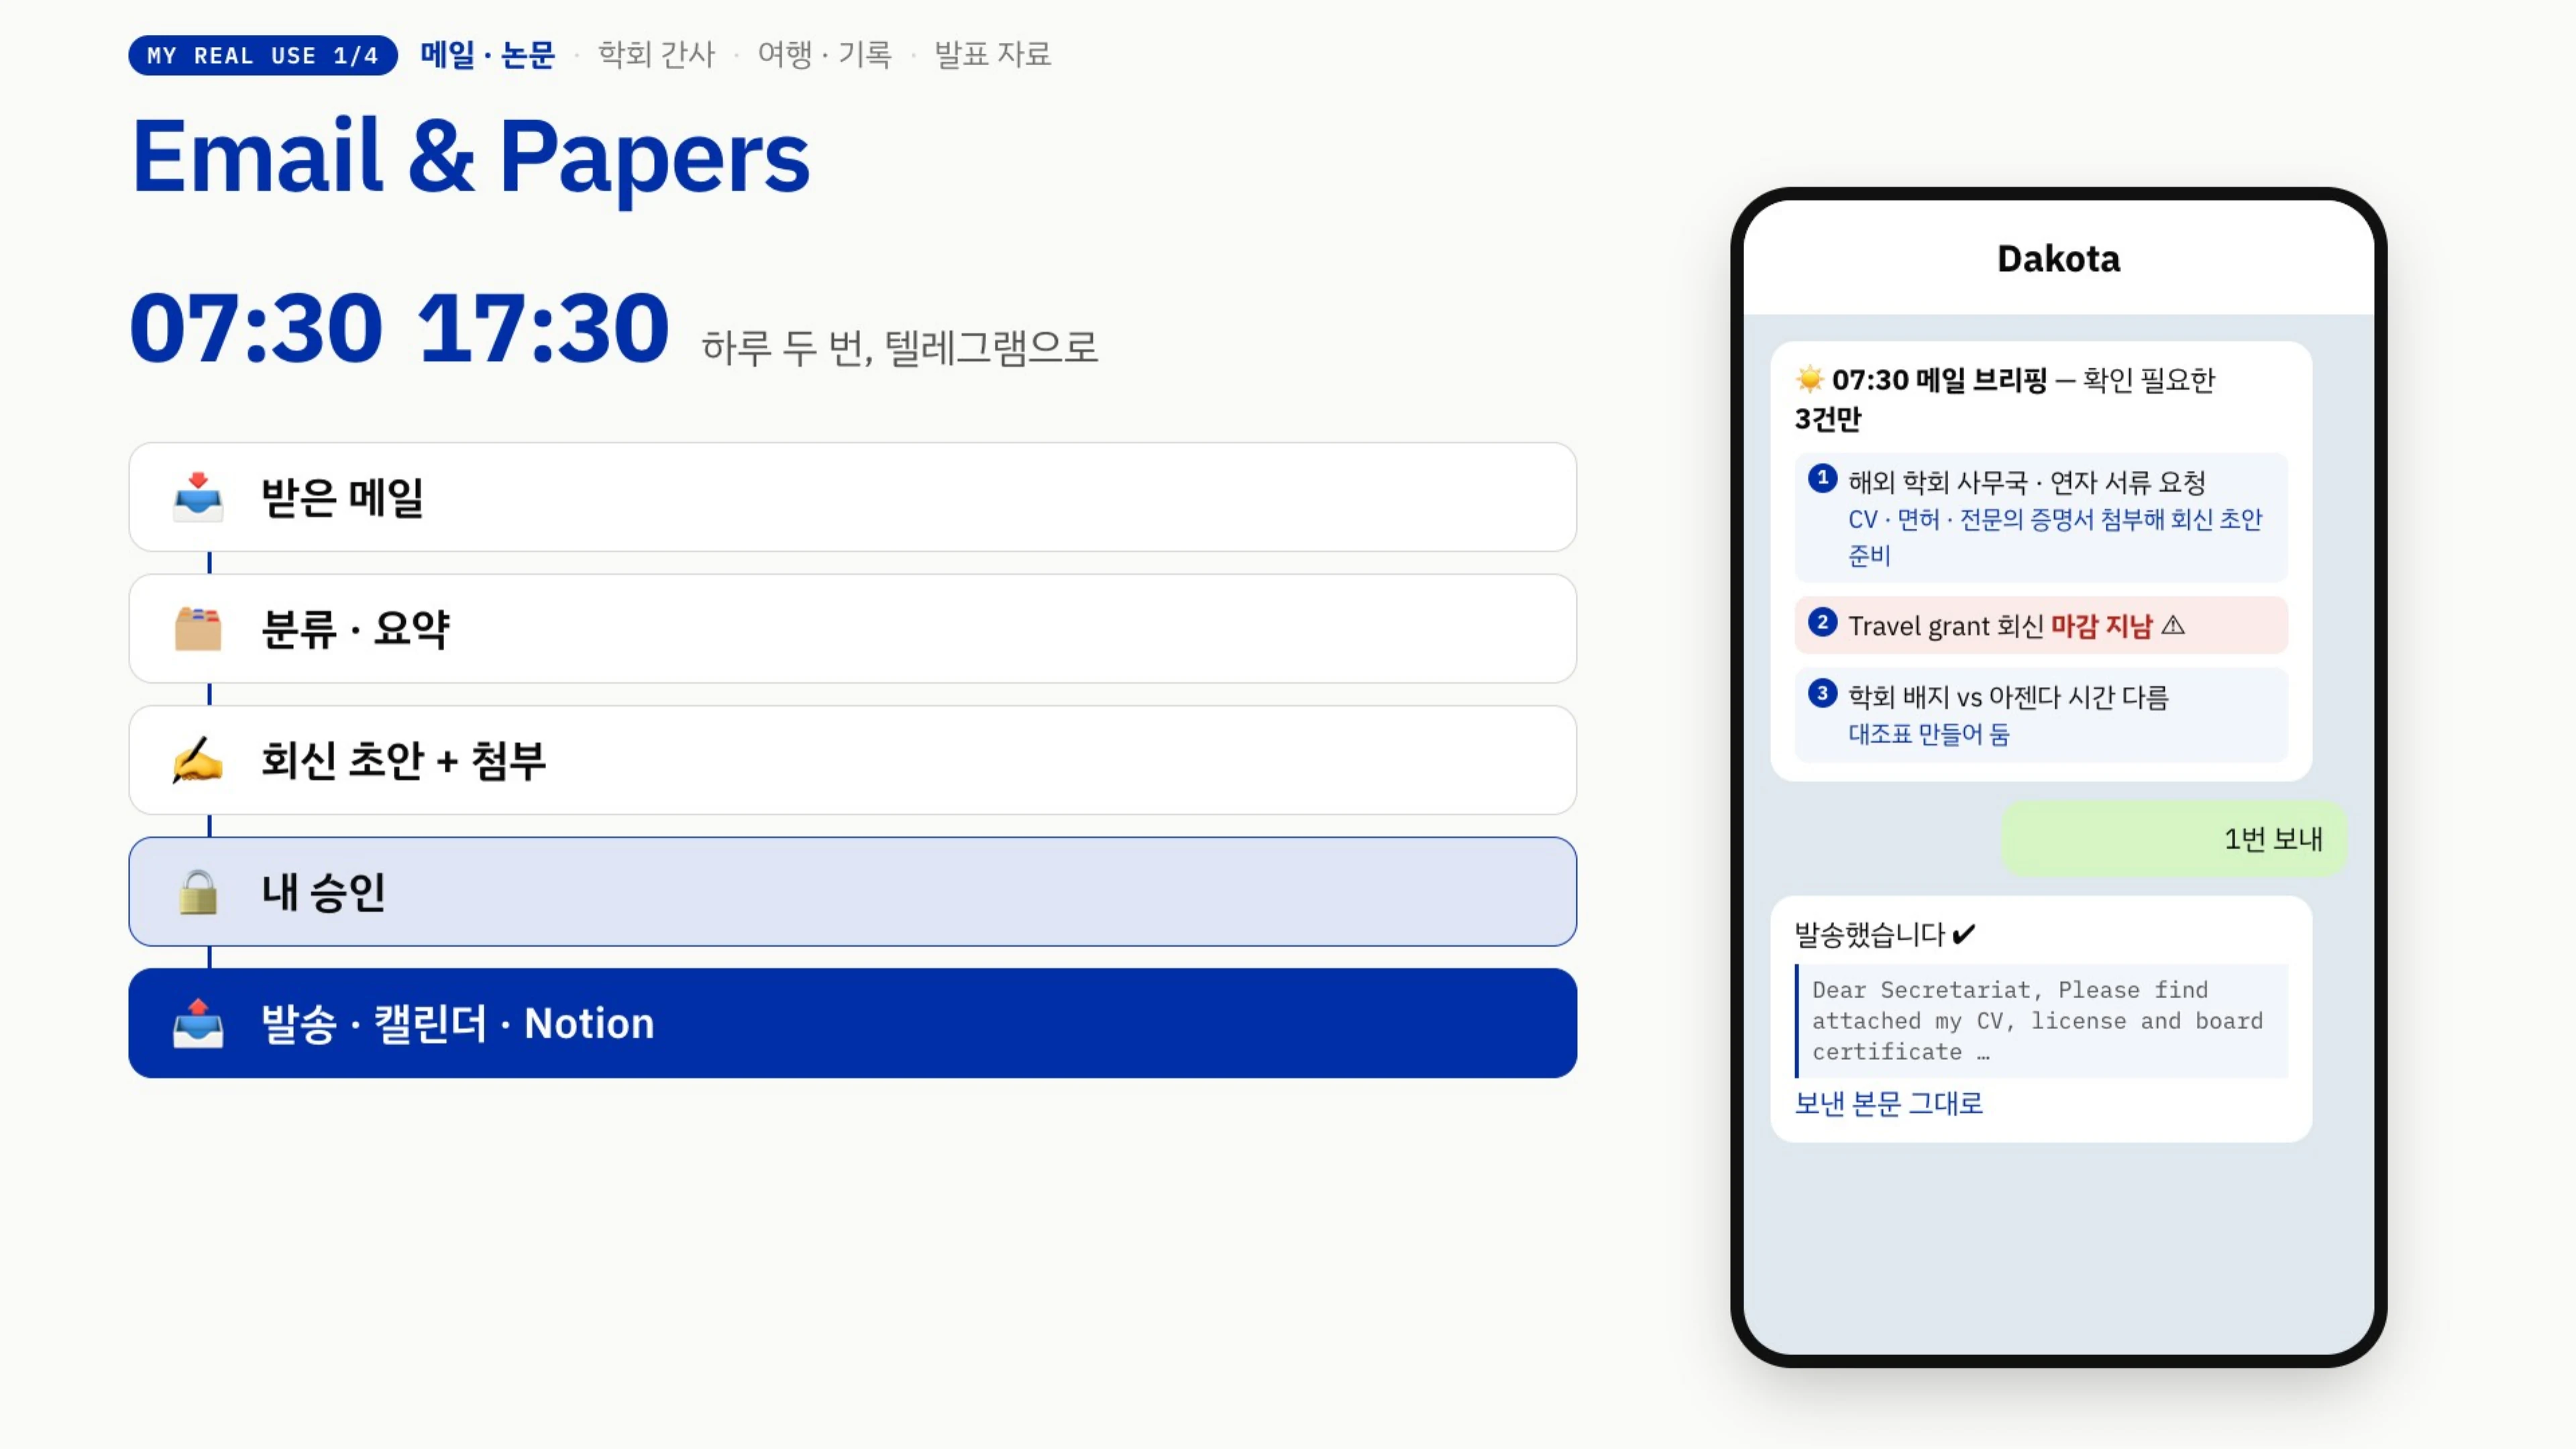 MY REAL USE 1/4 메일 · 논문 · 학회 간사 · 여행 · 기록 · 발표 자료
Email & Papers
07:30 17:30 하루 두 번, 텔레그램으로
받은 메일
분류 · 요약
회신 초안 + 첨부
내 승인
발송 · 캘린더 · Notion
Dakota
☀️ 07:30 메일 브리핑 — 확인 필요한
3건만
1 해외 학회 사무국 · 연자 서류 요청
CV · 면허 · 전문의 증명서 첨부해 회신 초안
준비
2 Travel grant 회신 마감 지남 ⚠
3 학회 배지 vs 아젠다 시간 다름
대조표 만들어 둠
1번 보내
발송했습니다 ✔
Dear Secretariat, Please find
attached my CV, license and board
certificate …
보낸 본문 그대로